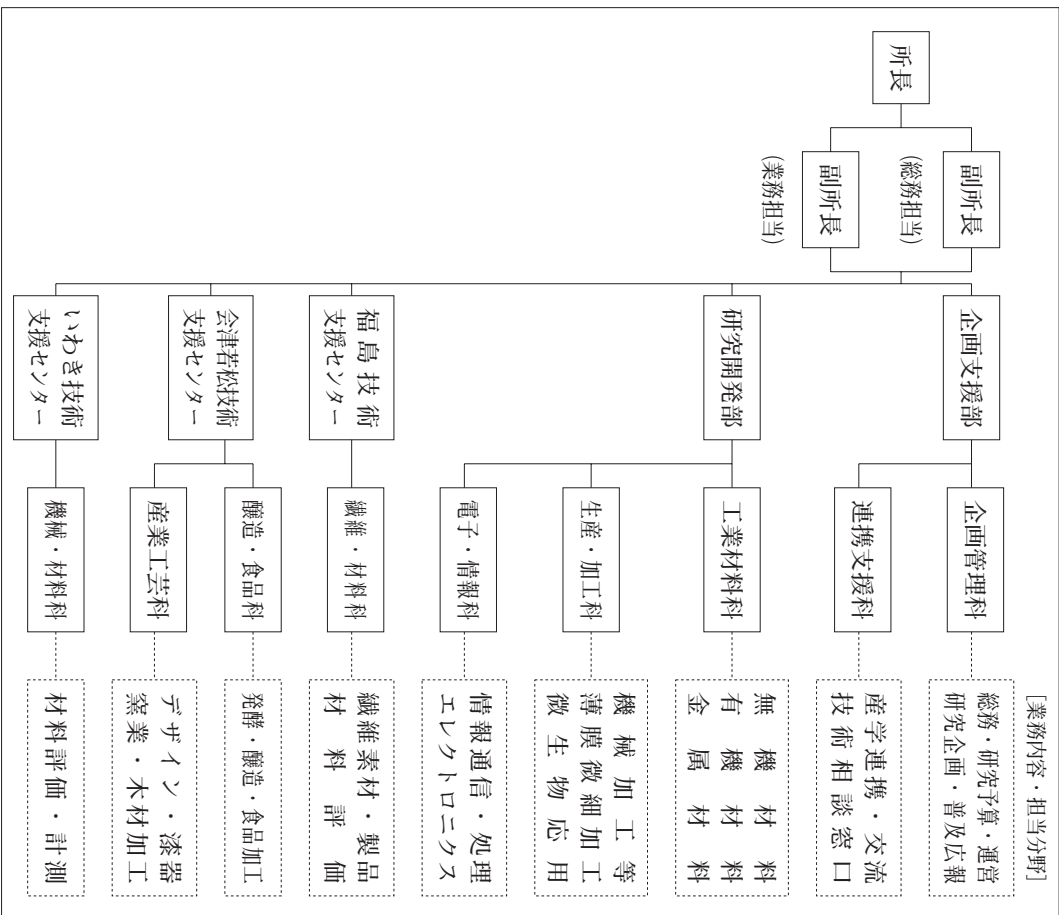 所長
副所長
(総務担当)
副所長
(業務担当)
企画支援部
研究開発部
福島技術
支援センター
会津若松技術
支援センター
いわき技術
支援センター
企画管理科
連携支援科
工業材料科
生産・加工科
電子・情報科
繊維・材料科
醸造・食品科
産業工芸科
機械・材料科
[業務内容・担当分野]
総務・研究予算・運営
研究企画・普及広報
産学連携・交流
技術相談窓口
無機材料
有機材料
金属材料
機械加工等
薄膜微細加工
微生物応用
情報通信・処理
エレクトロニクス
繊維素材・製品
材料評価
発酵・醸造・食品加工
デザイン・漆器
窯業・木材加工
材料評価・計測